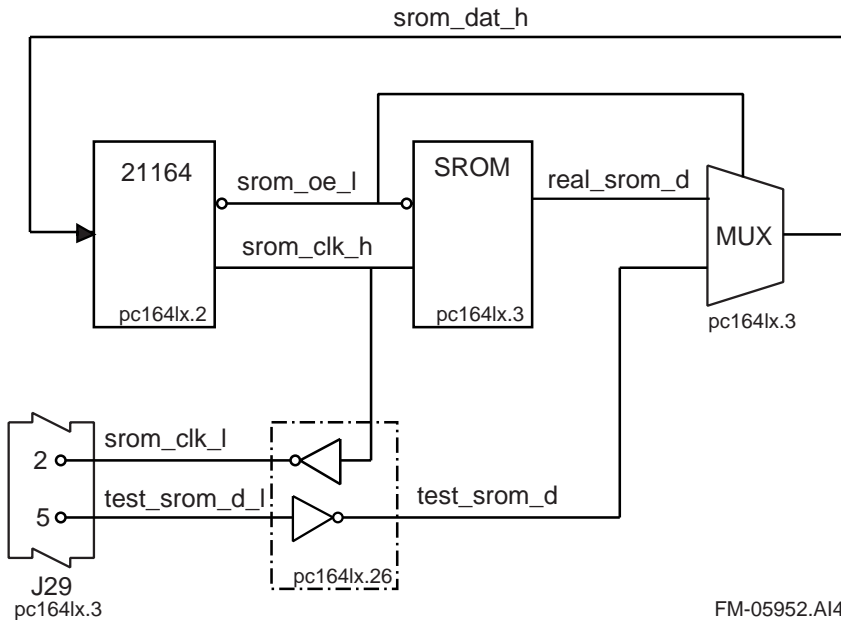 srom_dat_h
21164
srom_oe_l
SROM
real_srom_d
MUX
srom_clk_h
pc164lx.2
pc164lx.3
pc164lx.3
srom_clk_l
2
test_srom_d_l
test_srom_d
5
pc164lx.26
J29
pc164lx.3
FM-05952.AI4